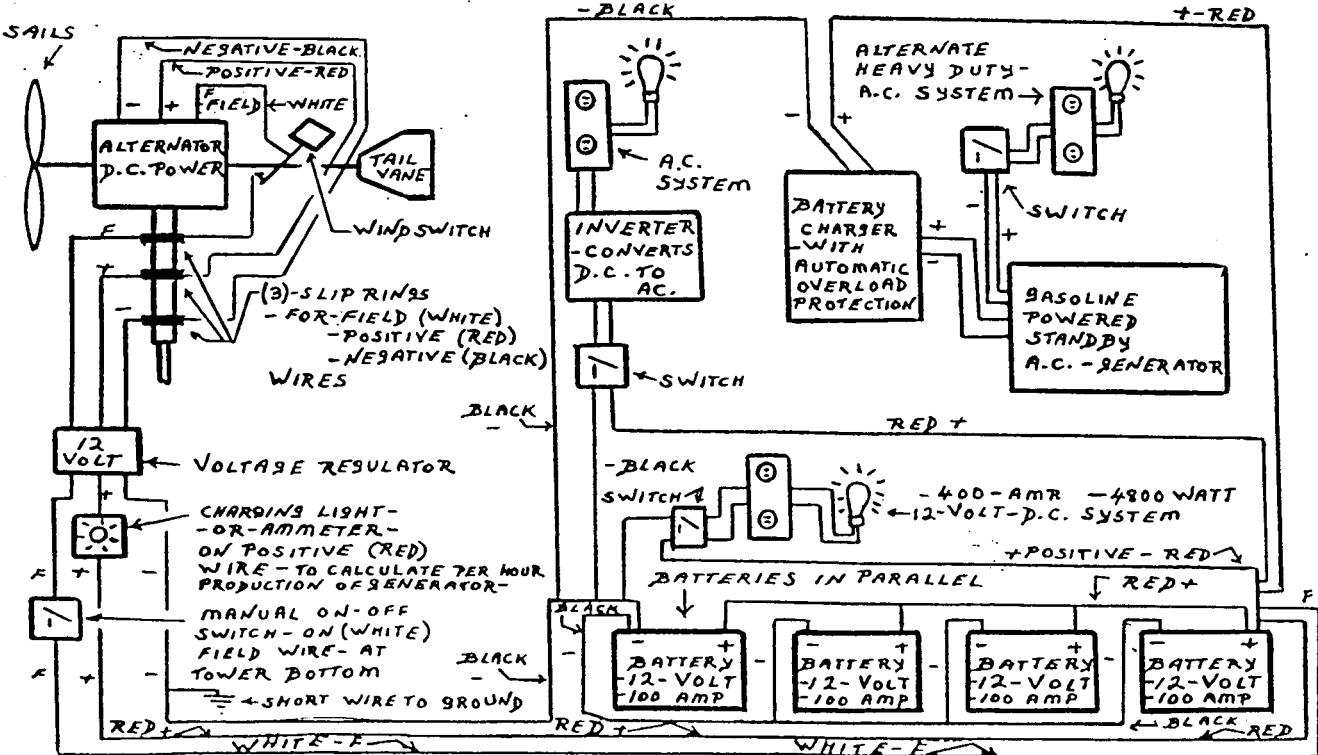 SAILS
NEGATIVE-BLACK
POSITIVE-RED
- + F
FIELD WHITE
ALTERNATOR
D.C. POWER
TAIL
VANE
WINDSWITCH
F
+
-
(3)-SLIP RINGS
- FOR-FIELD (WHITE)
- POSITIVE (RED)
- NEGATIVE (BLACK)
WIRES
12
VOLT
VOLTAGE REGULATOR
+
CHARGING LIGHT-
-OR-AMMETER-
ON POSITIVE (RED)
WIRE-TO CALCULATE PER HOUR
PRODUCTION OF GENERATOR-
F + -
MANUAL ON-OFF
SWITCH-ON (WHITE)
FIELD WIRE-AT
TOWER BOTTOM
F + -
SHORT WIRE TO GROUND
RED +
WHITE-F
-BLACK
+-RED
A.C.
SYSTEM
INVERTER
-CONVERTS
D.C. TO
AC.
SWITCH
BLACK
-
- +
BATTERY
CHARGER
-WITH
AUTOMATIC
OVERLOAD
PROTECTION
+
-
ALTERNATE
HEAVY DUTY-
A.C. SYSTEM
SWITCH
- +
GASOLINE
POWERED
STANDBY
A.C.-GENERATOR
RED +
-BLACK
SWITCH
-400-AMP -4800 WATT
12-VOLT-D.C. SYSTEM
+POSITIVE-RED
BATTERIES IN PARALLEL
RED+
F
BLACK
-
BLACK
-
- +
BATTERY
-12-VOLT
-100 AMP
-
- +
BATTERY
-12-VOLT
-100 AMP
-
- +
BATTERY
-12-VOLT
-100 AMP
-
- +
BATTERY
-12-VOLT
-100 AMP
RED +
BLACK
RED
WHITE-F